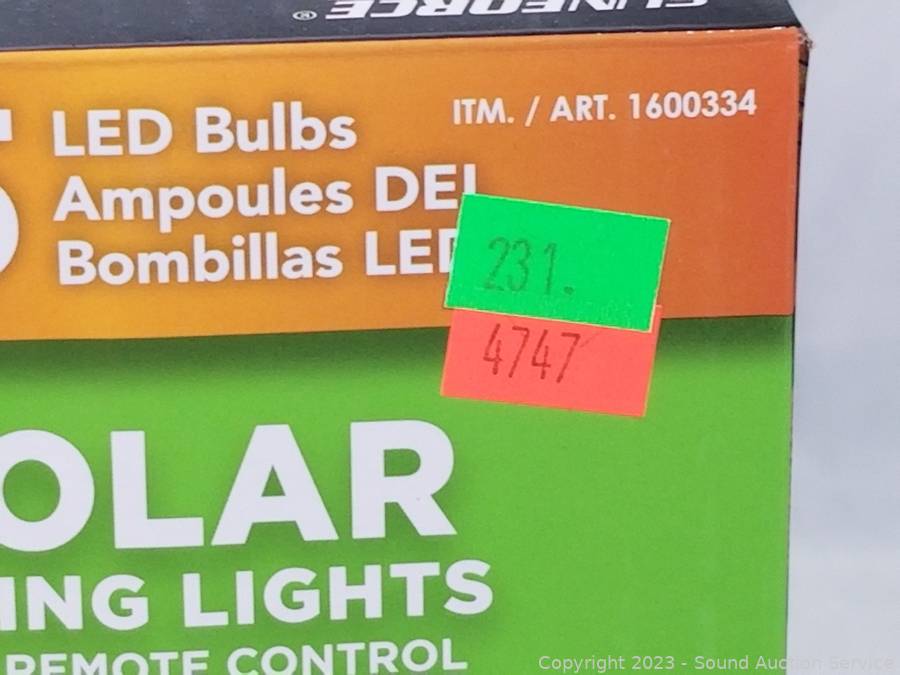 SUNFORCE®
ITM. / ART. 1600334
LED Bulbs
Ampoules DEL
Bombillas LED
231.
4747
OLAR
ING LIGHTS
REMOTE CONTROL
Copyright 2023 - Sound Auction Service